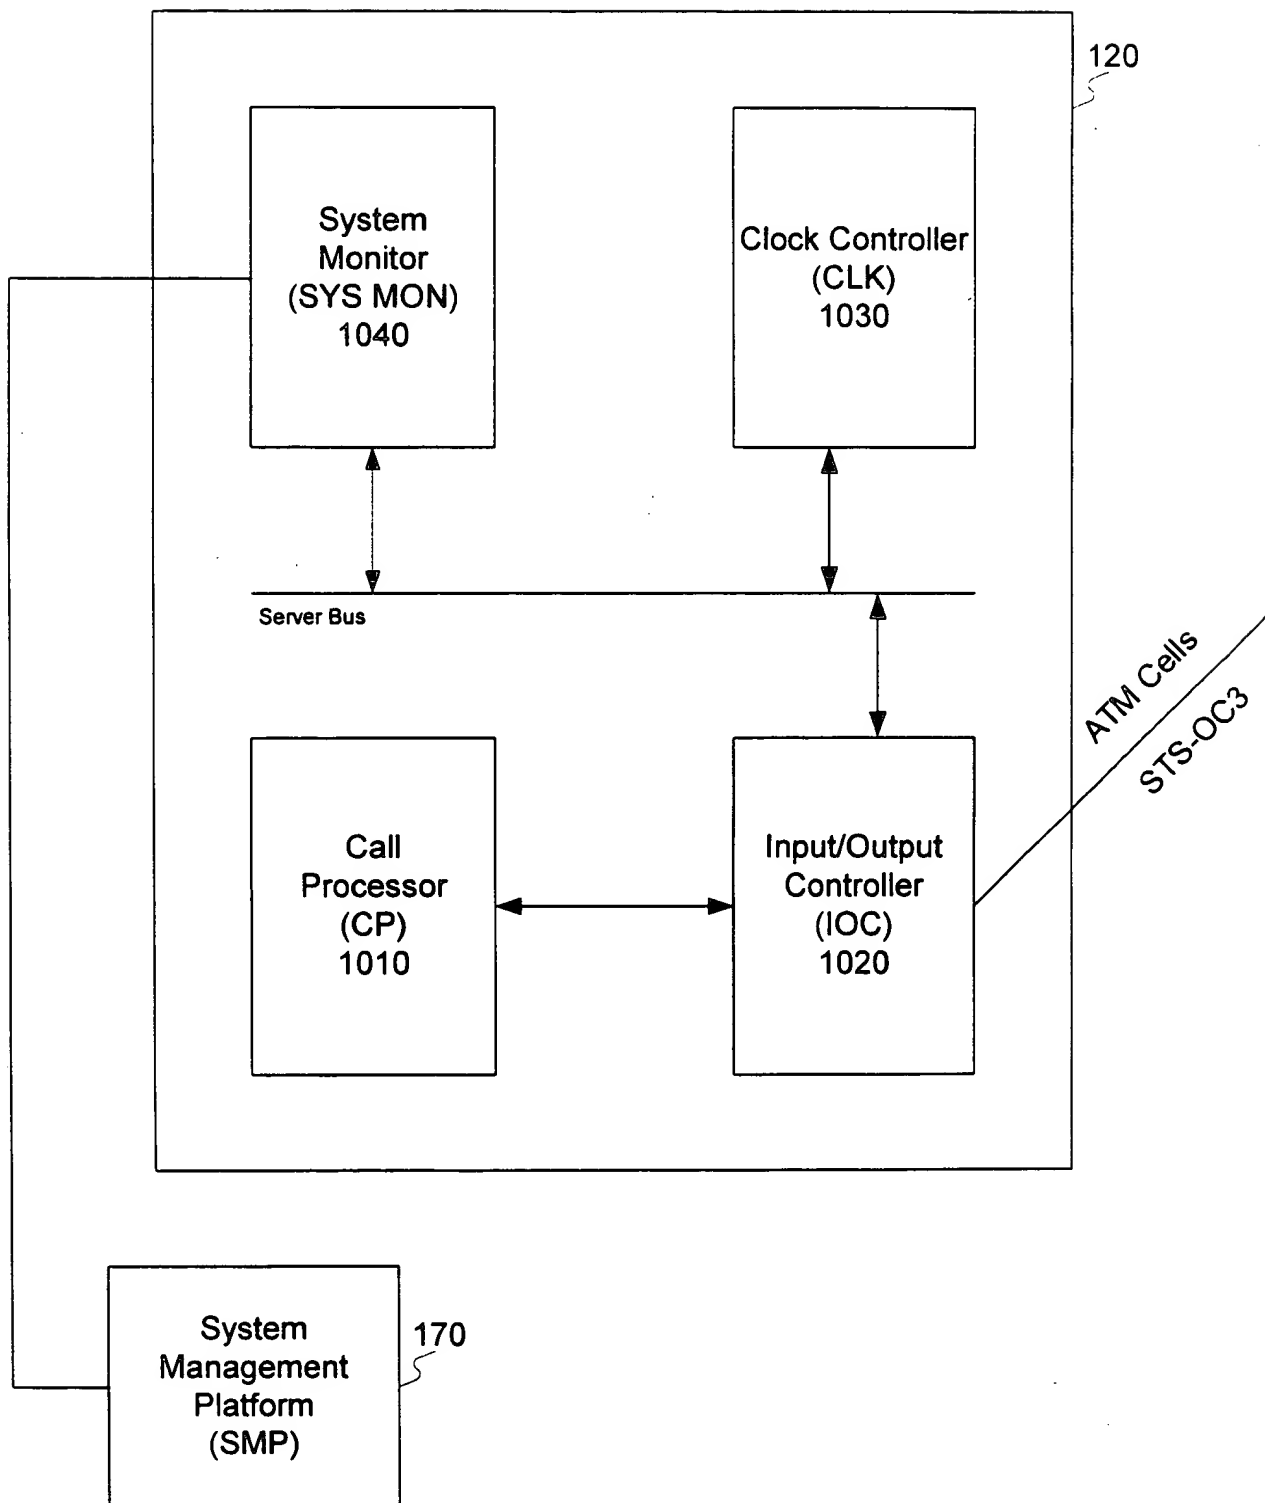 120
System
Monitor
(SYS MON)
1040
Clock Controller
(CLK)
1030
Server Bus
ATM Cells
STS-OC3
Call
Processor
(CP)
1010
Input/Output
Controller
(IOC)
1020
System
Management
Platform
(SMP)
170